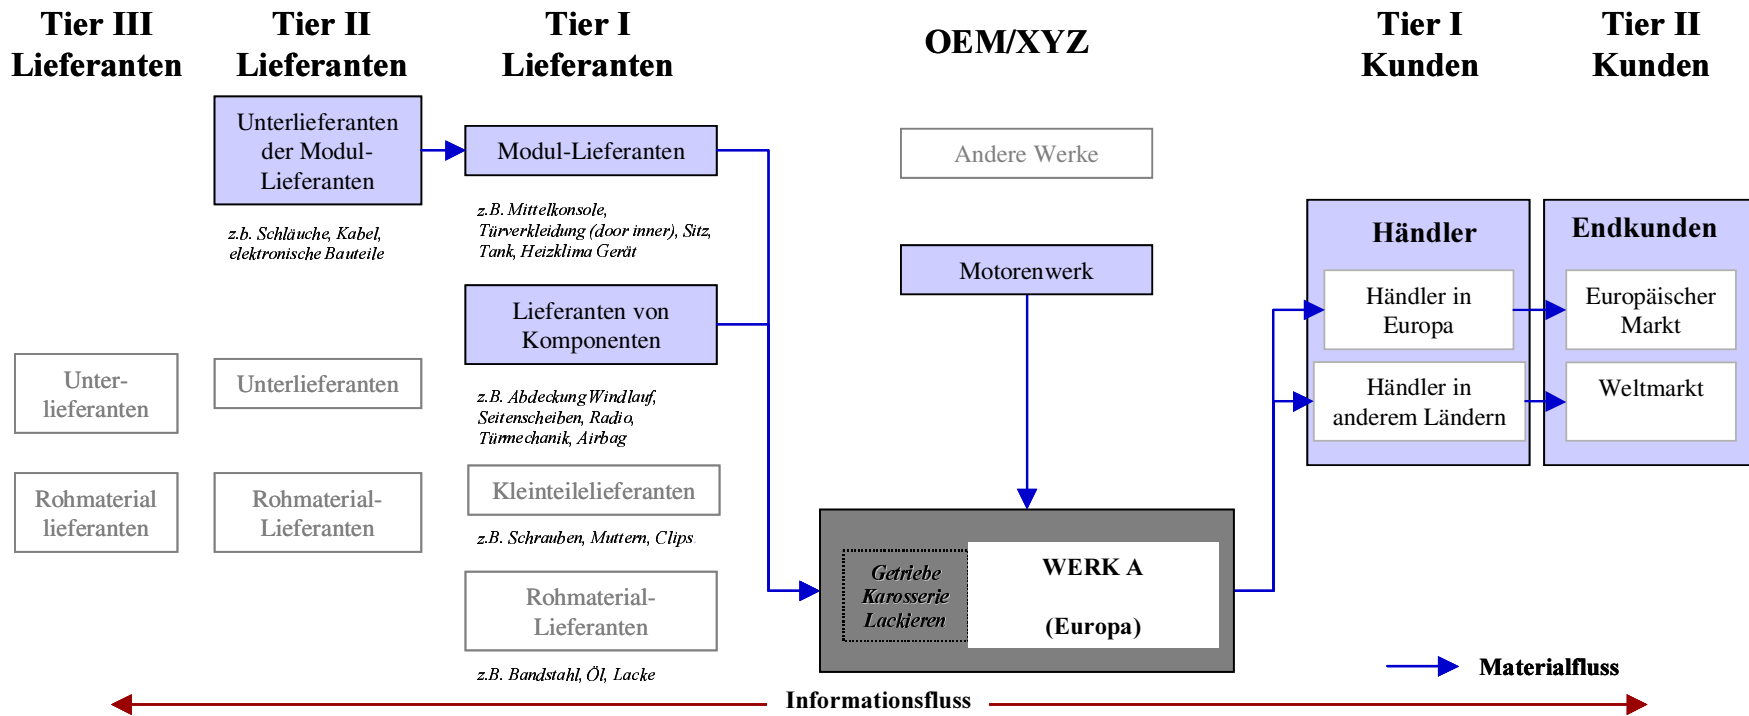 Tier III
Lieferanten
Tier II
Lieferanten
Tier I
Lieferanten
OEM/XYZ
Tier I
Kunden
Tier II
Kunden
Unterlieferanten
der Modul-
Lieferanten
z.b. Schläuche, Kabel,
elektronische Bauteile
Modul-Lieferanten
z.B. Mittelkonsole,
Türverkleidung (door inner), Sitz,
Tank, Heizklima Gerät
Lieferanten von
Komponenten
z.B. Abdeckung Windlauf,
Seitenscheiben, Radio,
Türmechanik, Airbag
Unter-
lieferanten
Unterlieferanten
Rohmaterial
lieferanten
Rohmaterial-
Lieferanten
Kleinteilelieferanten
z.B. Schrauben, Muttern, Clips
Rohmaterial-
Lieferanten
z.B. Bandstahl, Öl, Lacke
Andere Werke
Motorenwerk
Getriebe
Karosserie
Lackieren
WERK A
(Europa)
Händler
Händler in
Europa
Händler in
anderem Ländern
Endkunden
Europäischer
Markt
Weltmarkt
Materialfluss
Informationsfluss